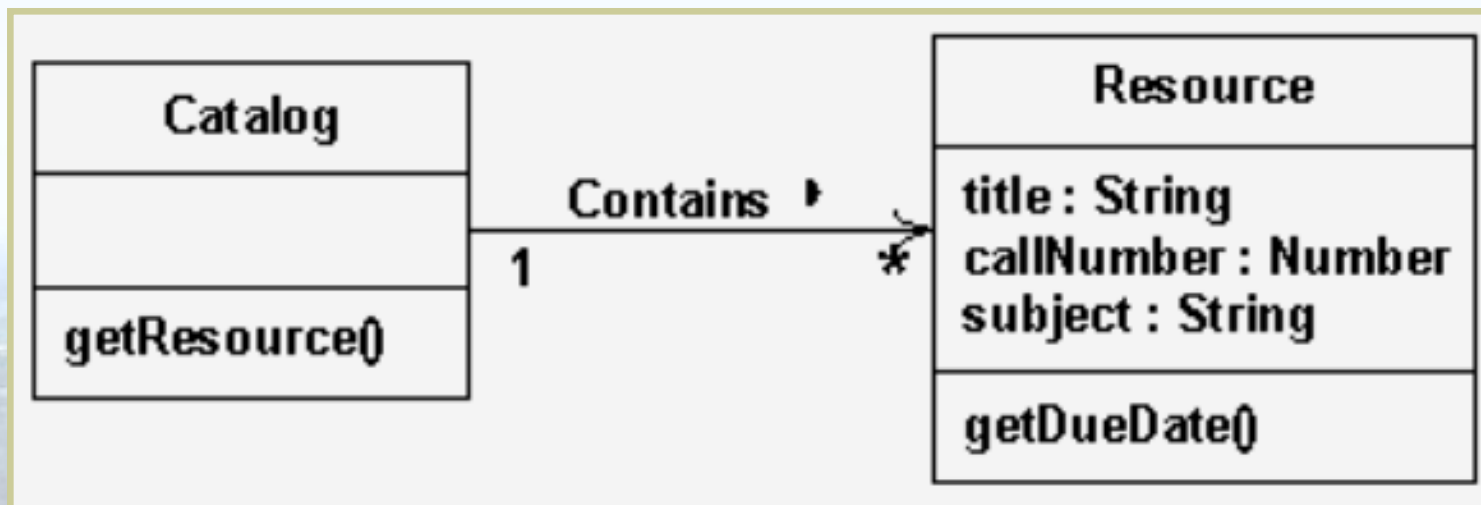 Catalog
getResource()
Contains
1
*
Resource
title : String
callNumber : Number
subject : String
getDueDate()